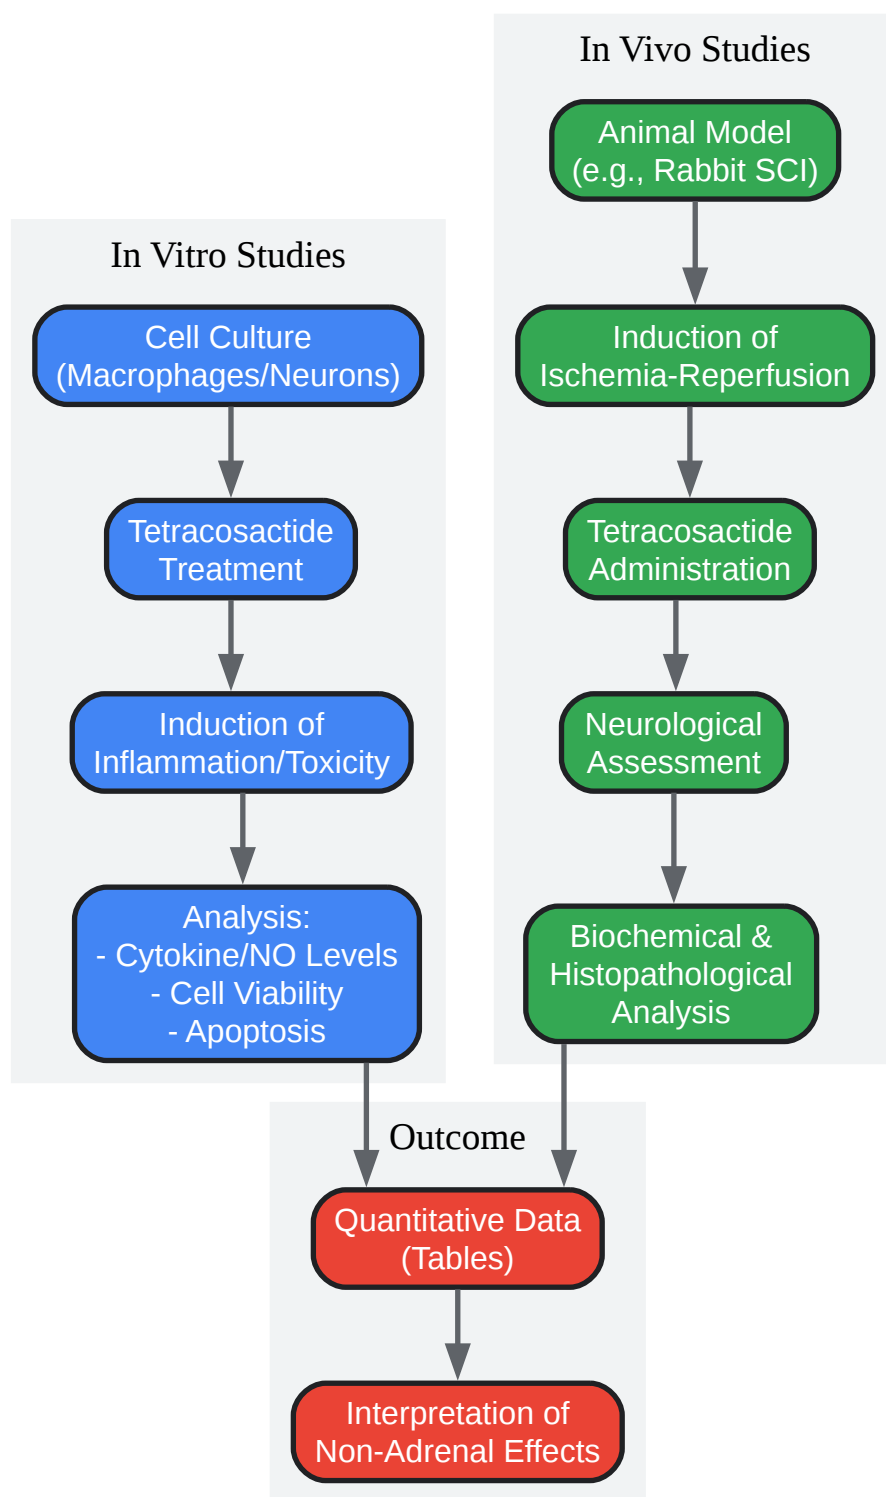 In Vitro Studies
Cell Culture
(Macrophages/Neurons)
Tetracosactide
Treatment
Induction of
Inflammation/Toxicity
Analysis:
- Cytokine/NO Levels
- Cell Viability
- Apoptosis
In Vivo Studies
Animal Model
(e.g., Rabbit SCI)
Induction of
Ischemia-Reperfusion
Tetracosactide
Administration
Neurological
Assessment
Biochemical &
Histopathological
Analysis
Outcome
Quantitative Data
(Tables)
Interpretation of
Non-Adrenal Effects